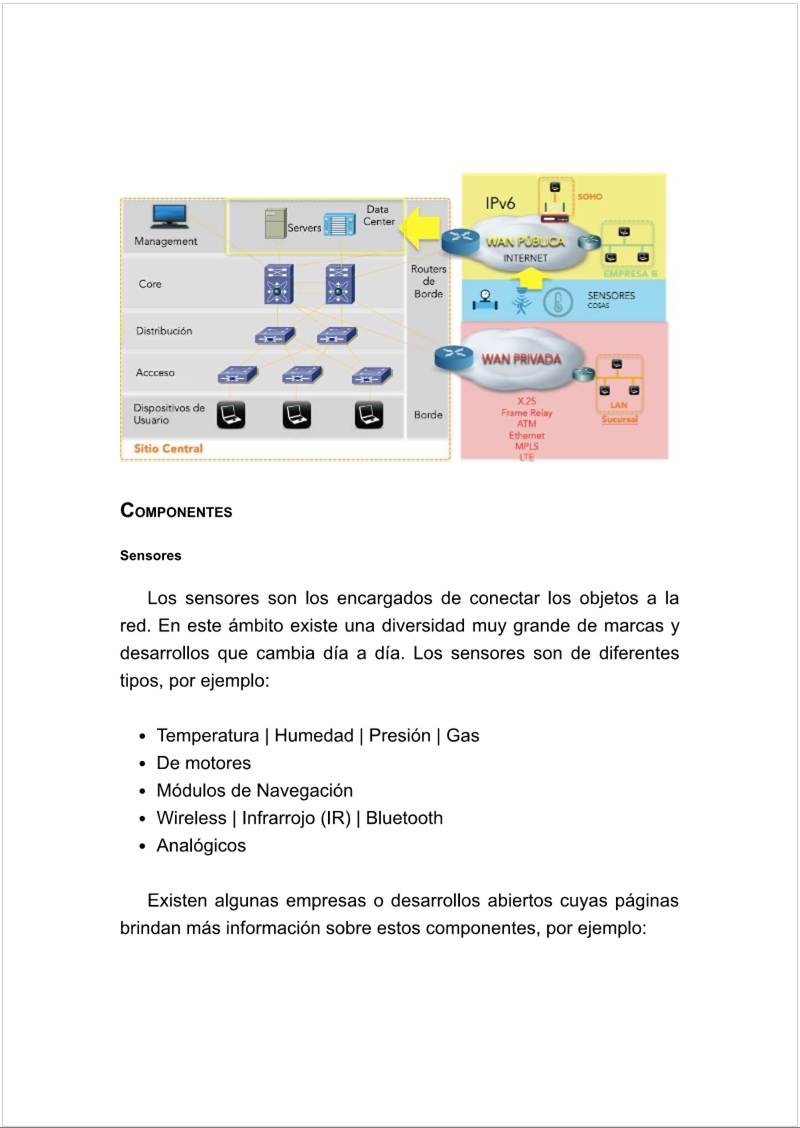 Management
Servers
Data
Center
Core
Distribución
Accceso
Dispositivos de
Usuario
Routers
de
Borde
Borde
Sitio Central
IPv6
SOHO
WAN PÚBLICA
INTERNET
EMPRESA B
SENSORES
COSAS
WAN PRIVADA
X.25
Frame Relay
ATM
Ethernet
MPLS
LTE
LAN
Sucursal
COMPONENTES
Sensores
Los sensores son los encargados de conectar los objetos a la
red. En este ámbito existe una diversidad muy grande de marcas y
desarrollos que cambia día a día. Los sensores son de diferentes
tipos, por ejemplo:
• Temperatura | Humedad | Presión | Gas
• De motores
• Módulos de Navegación
• Wireless | Infrarrojo (IR) | Bluetooth
• Analógicos
Existen algunas empresas o desarrollos abiertos cuyas páginas
brindan más información sobre estos componentes, por ejemplo: